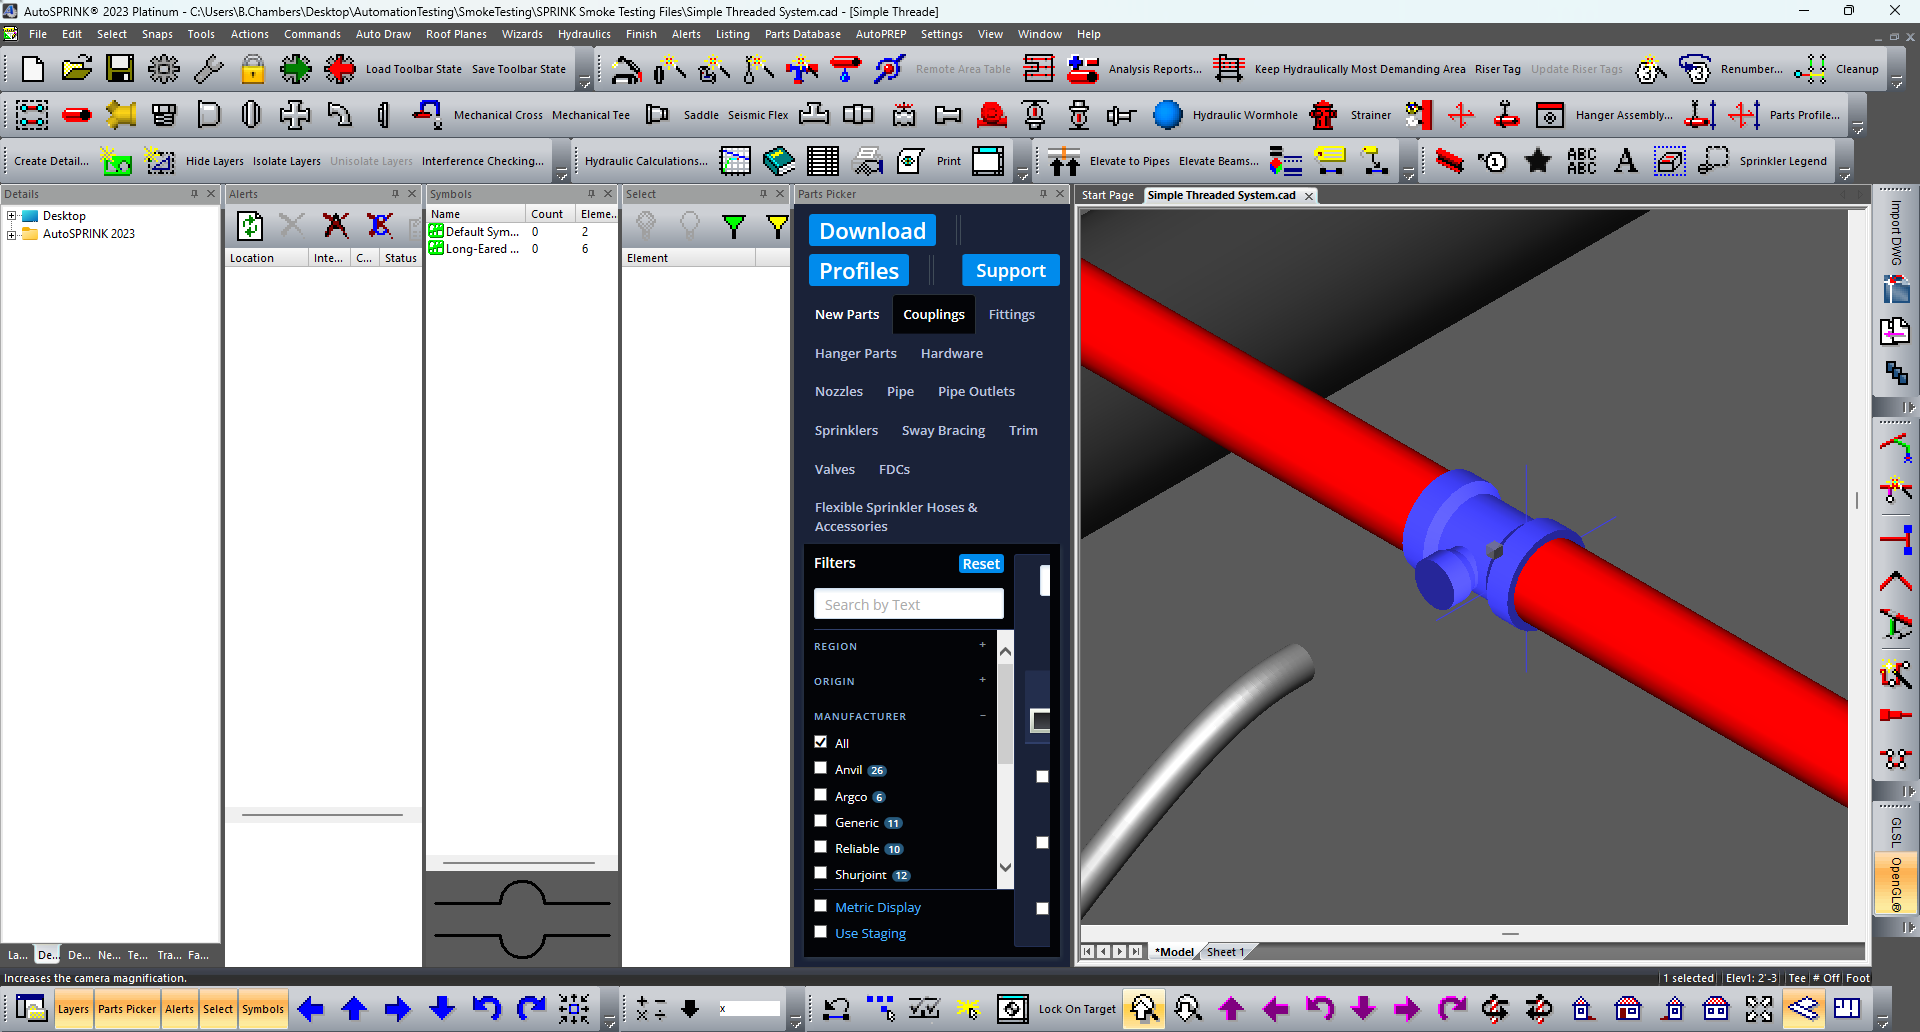 AutoSPRINK® 2023 Platinum - C:\Users\B.Chambers\Desktop\AutomationTesting\SmokeTesting\SPRINK Smoke Testing Files\Simple Threaded System.cad - [Simple Threade]
File Edit Select Snaps Tools Actions Commands Auto Draw Roof Planes Wizards Hydraulics Finish Alerts Listing Parts Database AutoPREP Settings View Window Help
Load Toolbar State Save Toolbar State Remote Area Table Analysis Reports... Keep Hydraulically Most Demanding Area Riser Tag Update Riser Tags Renumber... Cleanup
Mechanical Cross Mechanical Tee Saddle Seismic Flex Hydraulic Wormhole Strainer Hanger Assembly... Parts Profile...
Create Detail... Hide Layers Isolate Layers Unisolate Layers Interference Checking... Hydraulic Calculations... Print Elevate to Pipes Elevate Beams... ABC ABC A Sprinkler Legend
Details Alerts Symbols Select Parts Picker Start Page Simple Threaded System.cad
Desktop
AutoSPRINK 2023
Location Inte... C... Status
Name Count Eleme...
Default Sym... 0 2
Long-Eared ... 0 6
Element
Download
Profiles Support
New Parts Couplings Fittings
Hanger Parts Hardware
Nozzles Pipe Pipe Outlets
Sprinklers Sway Bracing Trim
Valves FDCs
Flexible Sprinkler Hoses &
Accessories
Filters Reset
Search by Text
REGION +
ORIGIN +
MANUFACTURER −
All
Anvil 26
Argco 6
Generic 11
Reliable 10
Shurjoint 12
Metric Display
Use Staging
Import DWG
GLSL
OpenGL®
La... De... De... Ne... Te... Tra... Fa...
*Model Sheet 1
Increases the camera magnification.
1 selected Elev1: 2'-3 Tee # Off Foot
Layers Parts Picker Alerts Select Symbols x Lock On Target